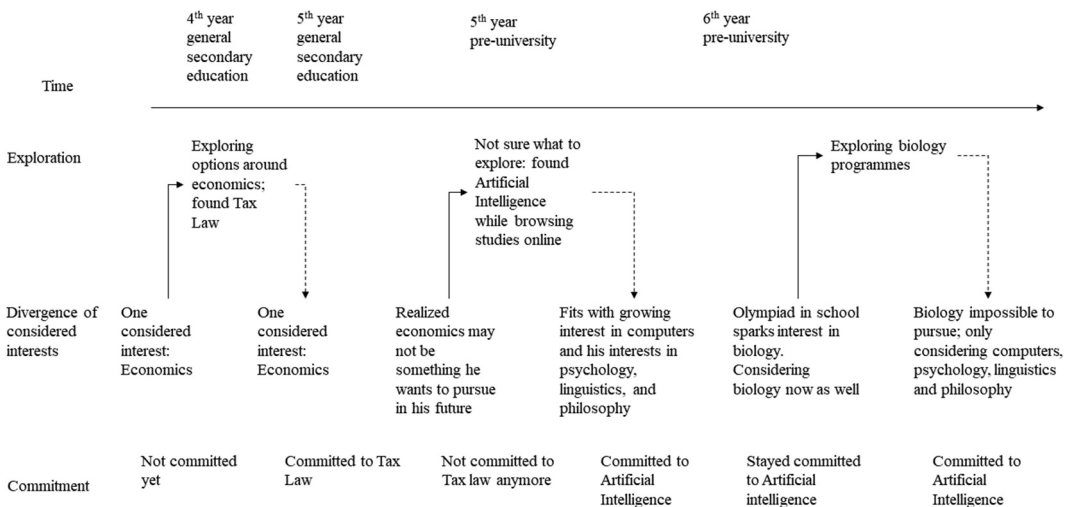 4th year
general
secondary
education
5th year
general
secondary
education
5th year
pre-university
6th year
pre-university
Time
Exploration
Exploring
options around
economics;
found Tax
Law
Not sure what to
explore: found
Artificial
Intelligence
while browsing
studies online
Exploring biology
programmes
Divergence of
considered
interests
One
considered
interest:
Economics
One
considered
interest:
Economics
Realized
economics may
not be
something he
wants to pursue
in his future
Fits with growing
interest in computers
and his interests in
psychology,
linguistics, and
philosophy
Olympiad in school
sparks interest in
biology.
Considering
biology now as well
Biology impossible to
pursue; only
considering computers,
psychology, linguistics
and philosophy
Commitment
Not committed
yet
Committed to Tax
Law
Not committed to
Tax law anymore
Committed to
Artificial
Intelligence
Stayed committed
to Artificial
intelligence
Committed to
Artificial
Intelligence